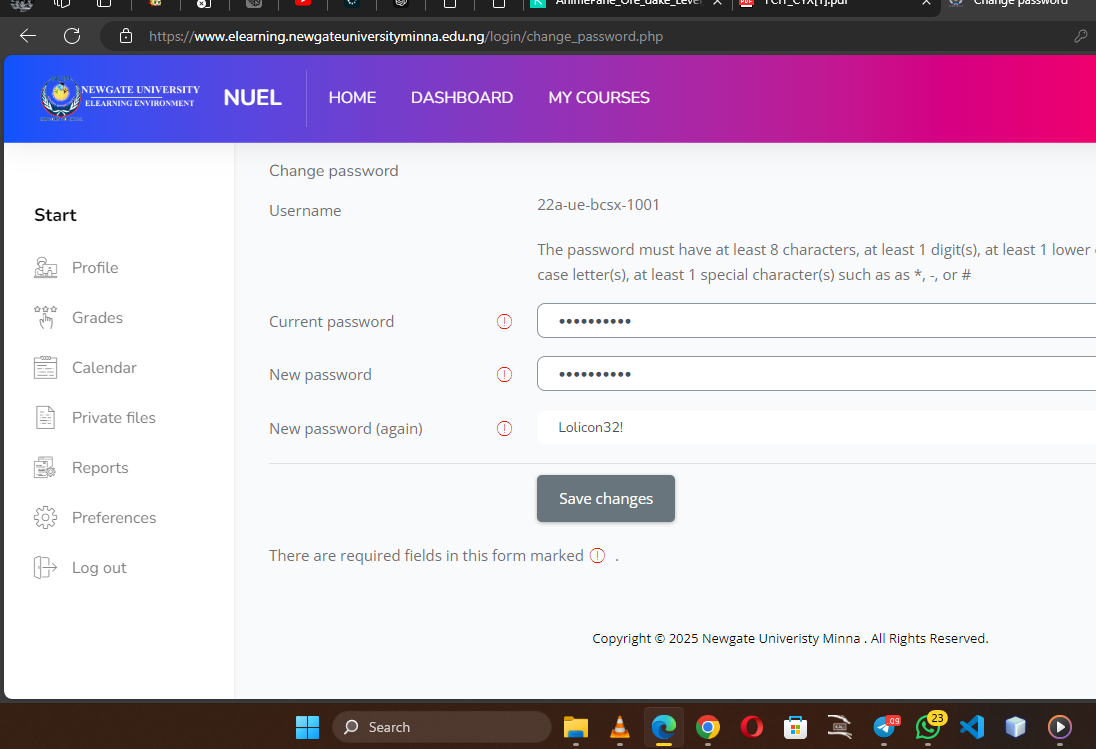 AnimePahe_Ore_dake_Level
TCH_CYX[1].pdf
Change password
https://www.elearning.newgateuniversityminna.edu.ng/login/change_password.php
NEWGATE UNIVERSITY
ELEARNING ENVIRONMENT
NUEL
HOME
DASHBOARD
MY COURSES
Start
Profile
Grades
Calendar
Private files
Reports
Preferences
Log out
Change password
Username
22a-ue-bcsx-1001
The password must have at least 8 characters, at least 1 digit(s), at least 1 lower
case letter(s), at least 1 special character(s) such as as *, -, or #
Current password
••••••••••
New password
••••••••••
New password (again)
Lolicon32!
Save changes
There are required fields in this form marked .
Copyright © 2025 Newgate Univeristy Minna . All Rights Reserved.
Search
.09
23